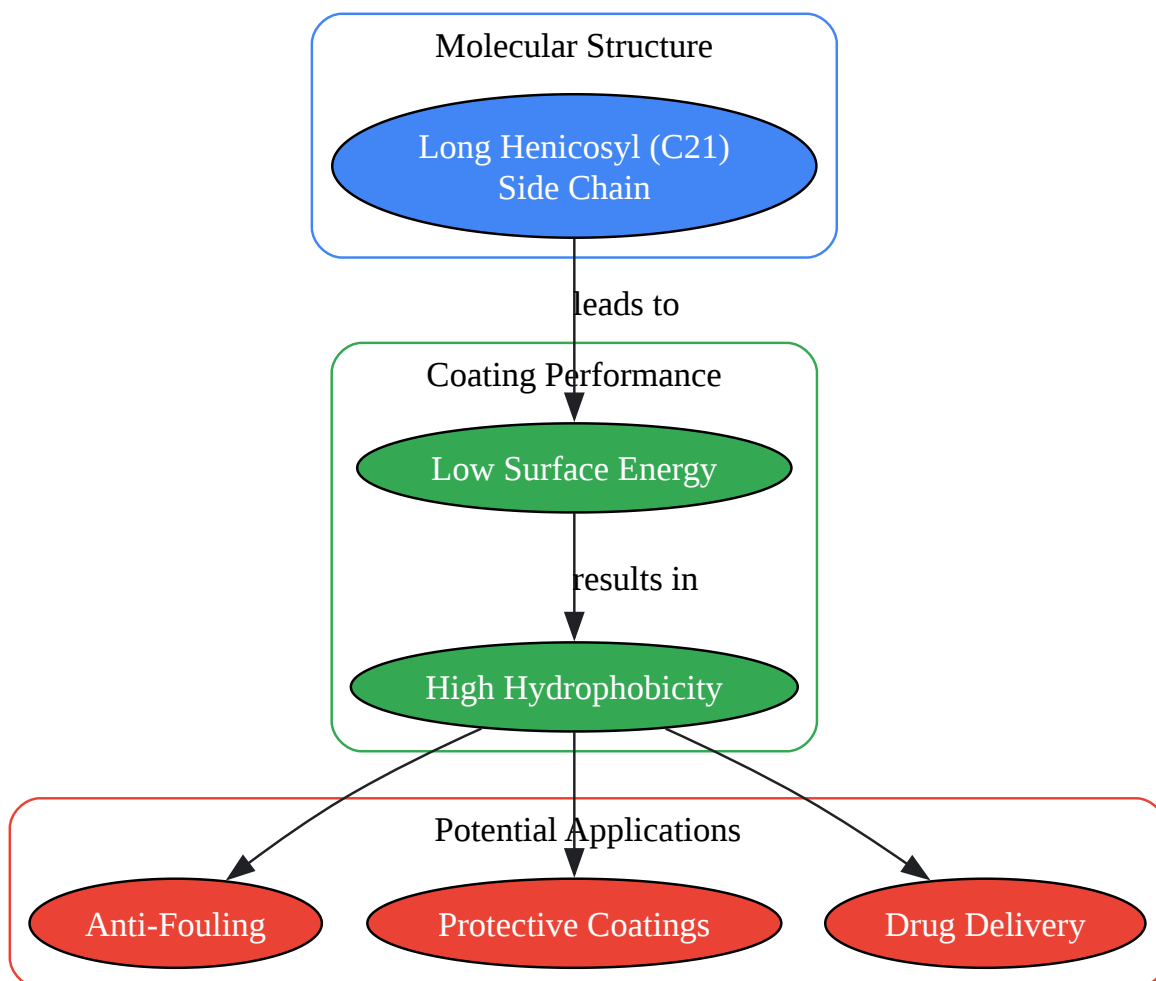 Molecular Structure
Long Henicosyl (C21)
Side Chain
leads to
Coating Performance
Low Surface Energy
results in
High Hydrophobicity
Potential Applications
Anti-Fouling
Protective Coatings
Drug Delivery